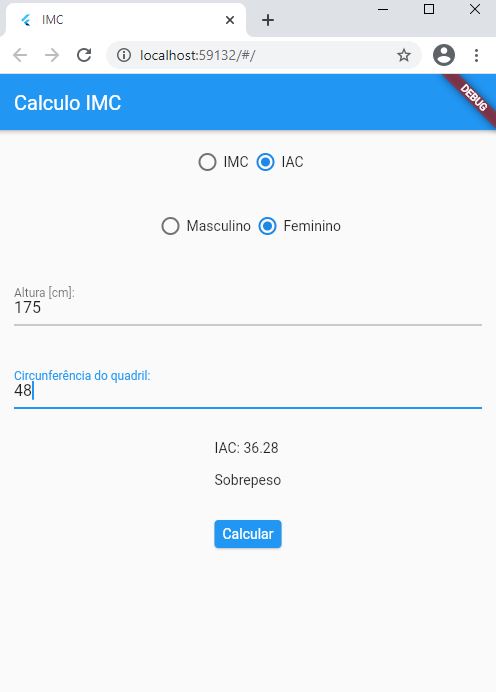 IMC
localhost:59132/#/
Calculo IMC
DEBUG
IMC IAC
Masculino Feminino
Altura [cm]:
175
Circunferência do quadril:
48
IAC: 36.28
Sobrepeso
Calcular